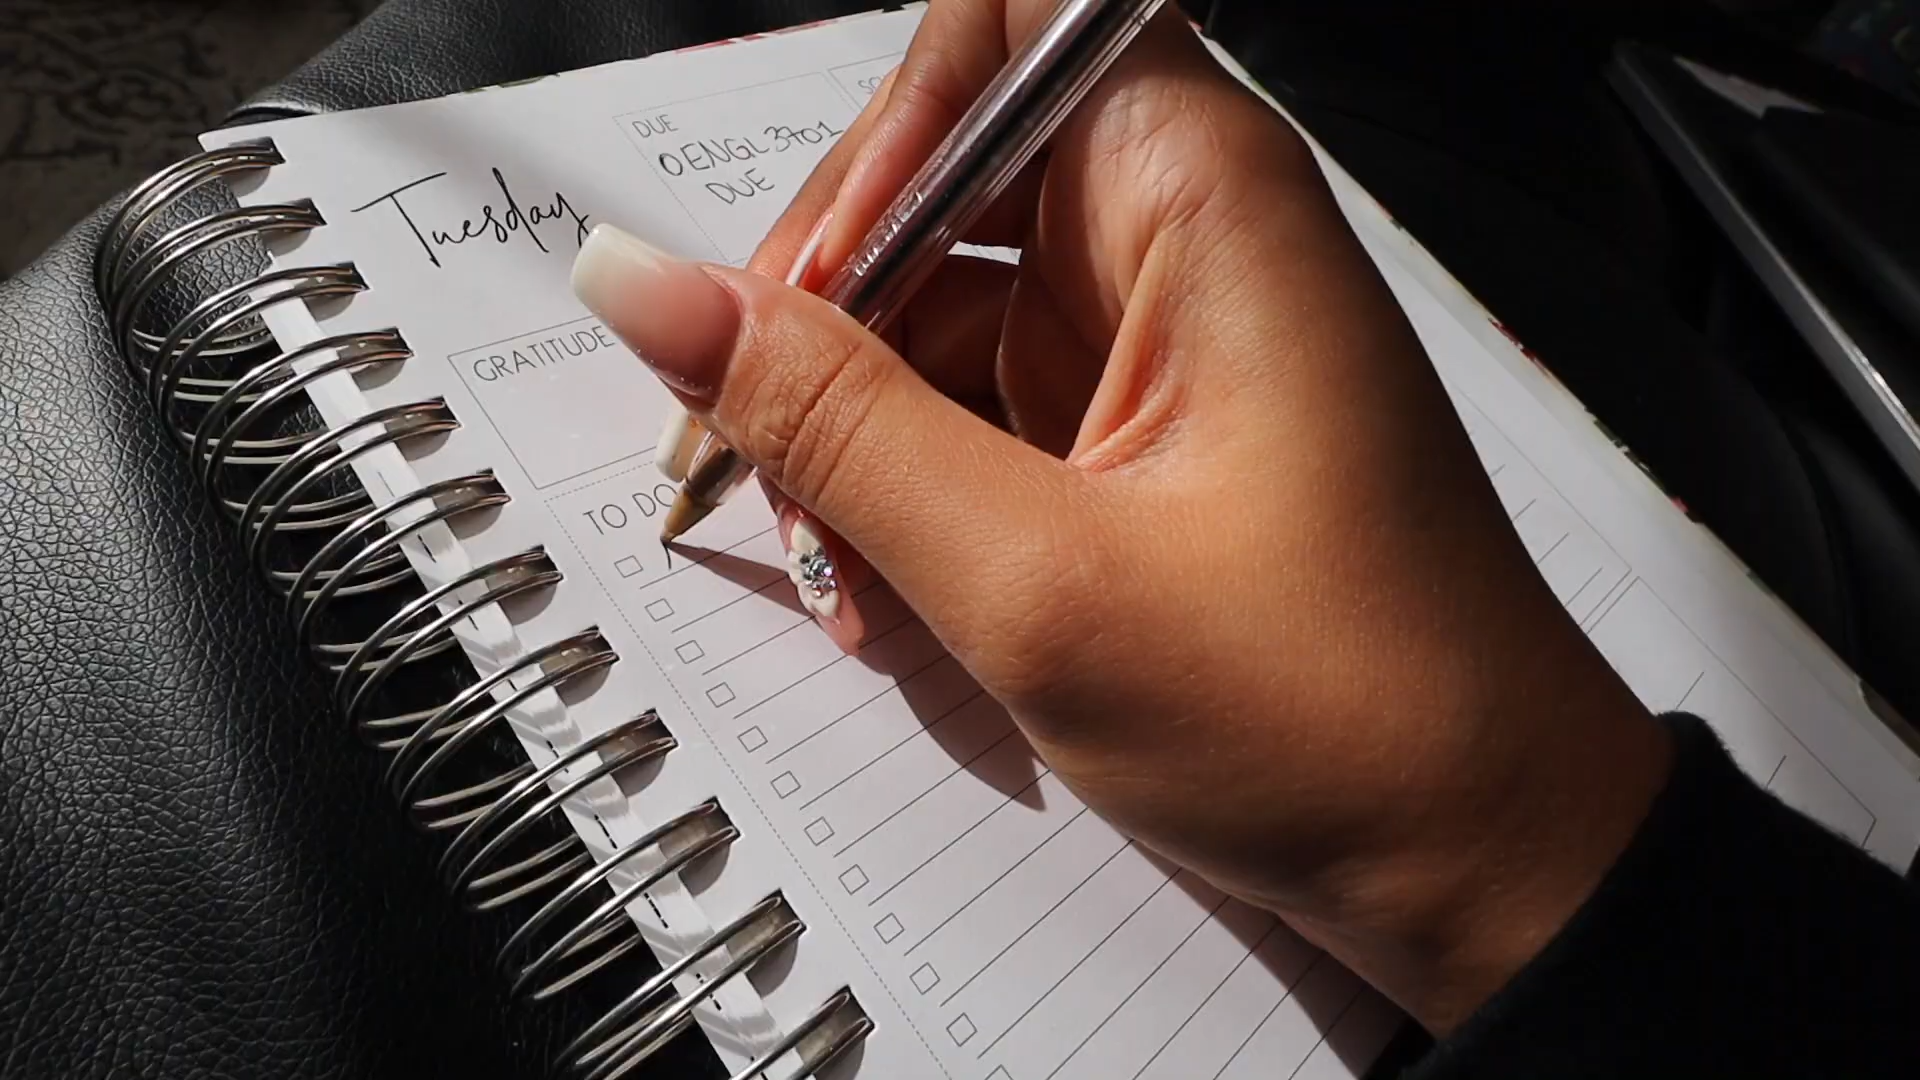 DUE
ENGL 3701
DUE
Tuesday
GRATITUDE
TO DO